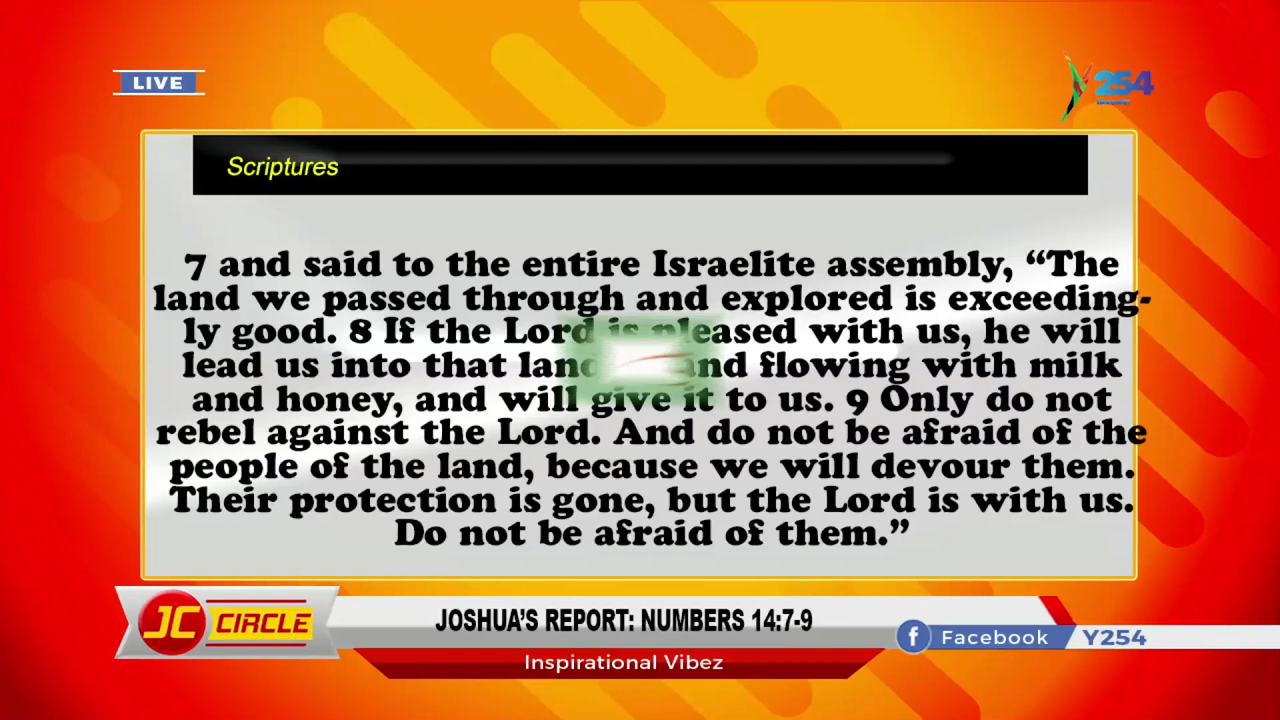 LIVE
254
Scriptures
7 and said to the entire Israelite assembly, “The
land we passed through and explored is exceeding-
ly good. 8 If the Lord is pleased with us, he will
lead us into that land and flowing with milk
and honey, and will give it to us. 9 Only do not
rebel against the Lord. And do not be afraid of the
people of the land, because we will devour them.
Their protection is gone, but the Lord is with us.
Do not be afraid of them.”
JC CIRCLE
JOSHUA’S REPORT: NUMBERS 14:7-9
f Facebook Y254
Inspirational Vibez